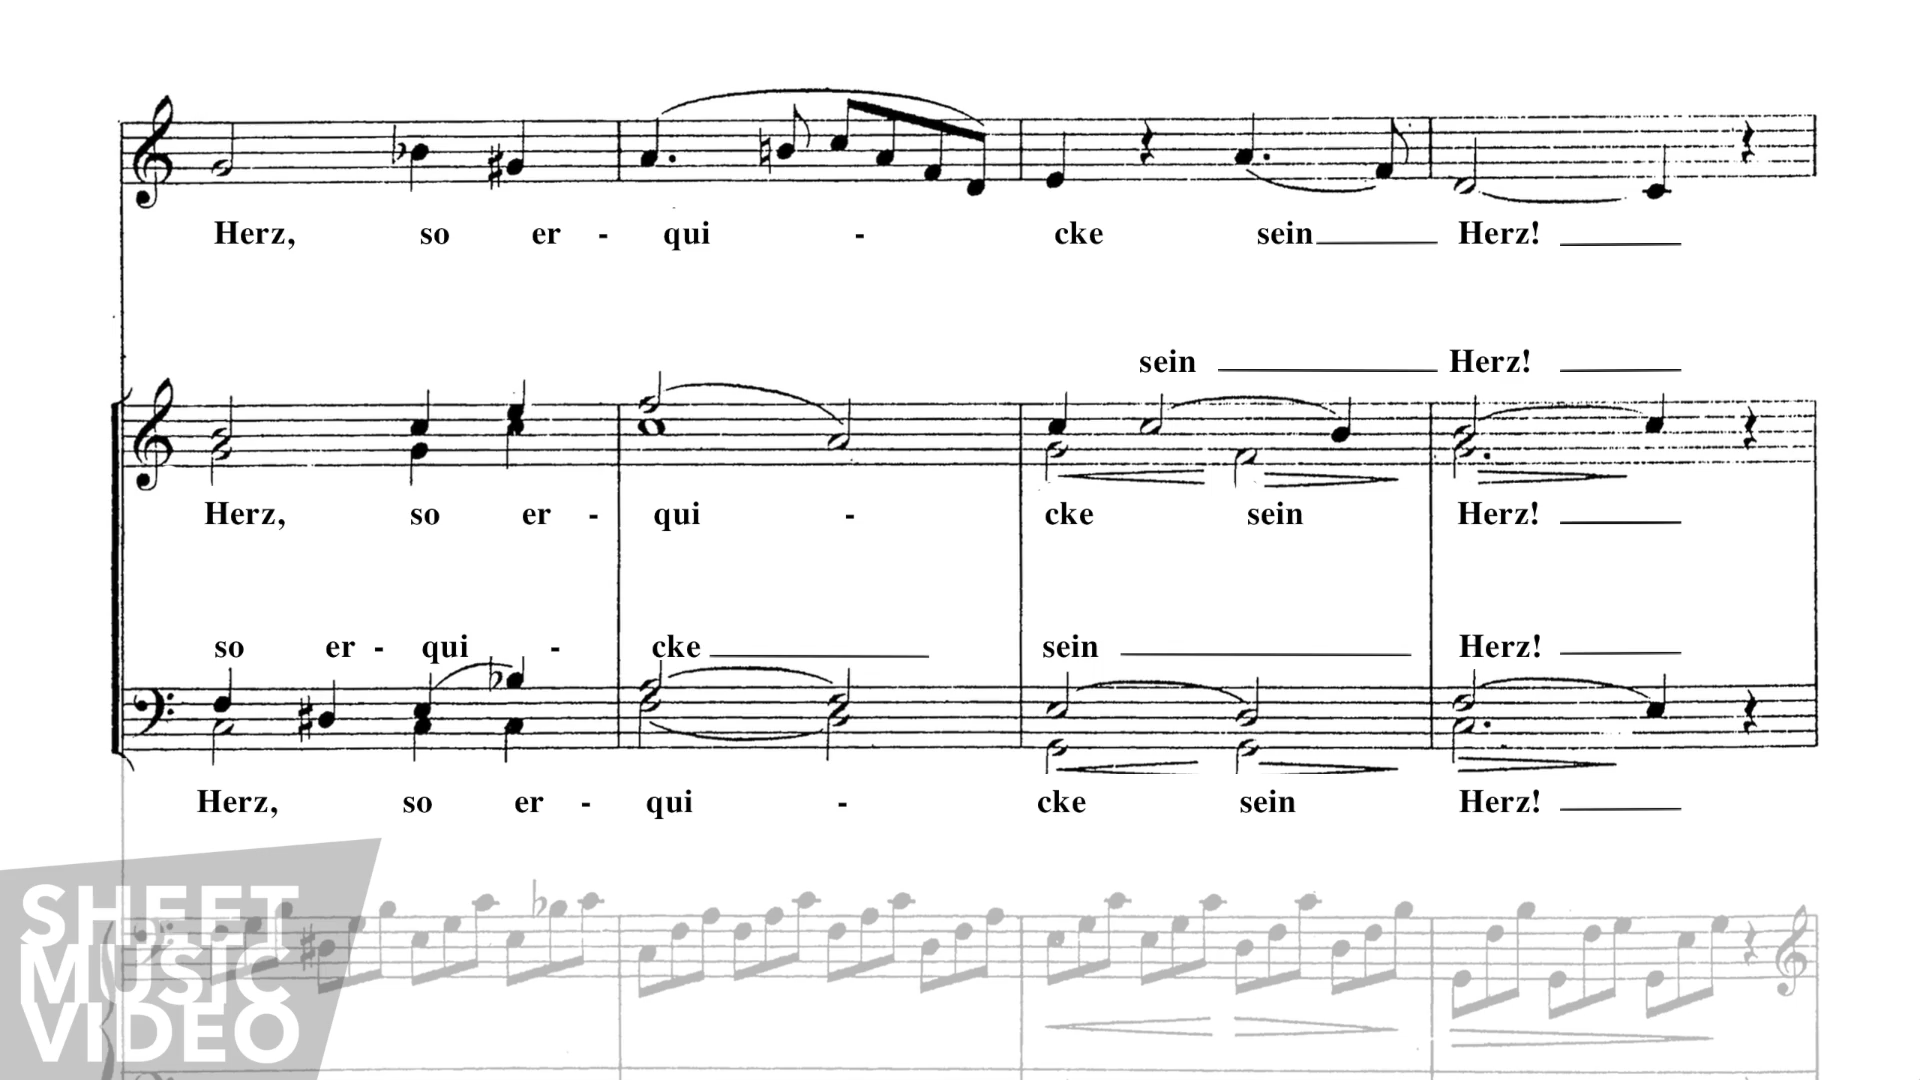 Herz, so er - qui - cke sein Herz!
sein Herz!
Herz, so er - qui - cke sein Herz!
so er - qui - cke sein Herz!
Herz, so er - qui - cke sein Herz!
SHEET
MUSIC
VIDEO